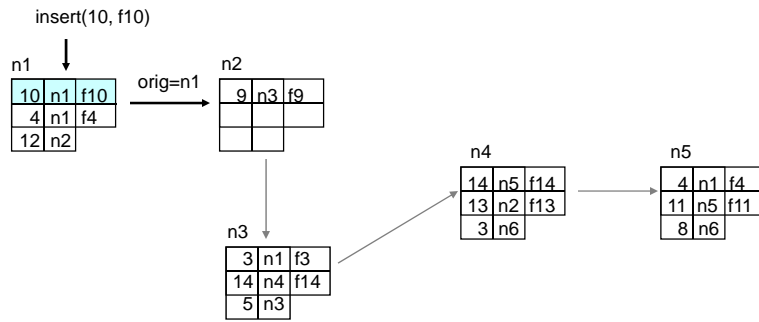 insert(10, f10)
n1
10 n1 f10
4 n1 f4
12 n2
orig=n1
n2
9 n3 f9
n3
3 n1 f3
14 n4 f14
5 n3
n4
14 n5 f14
13 n2 f13
3 n6
n5
4 n1 f4
11 n5 f11
8 n6